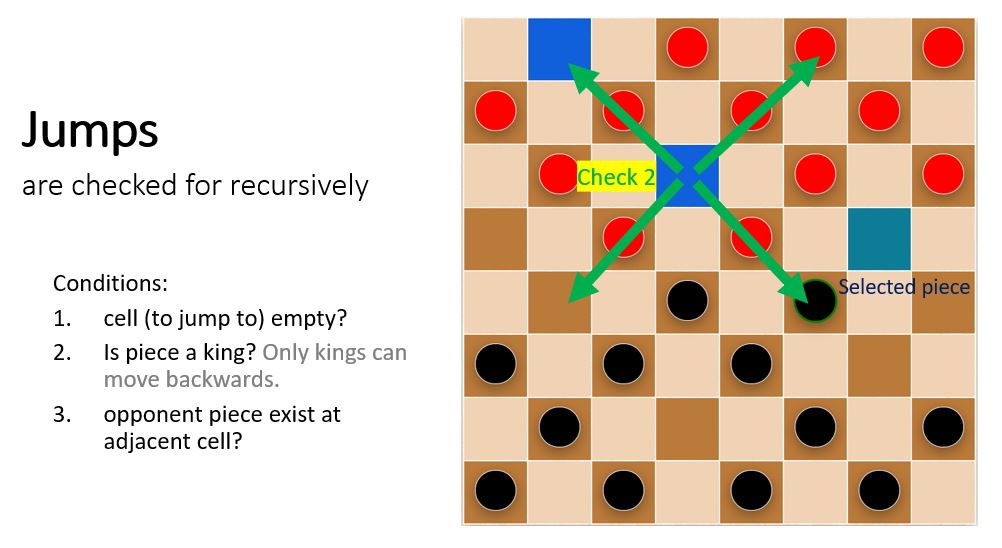 Jumps
are checked for recursively
Conditions:
1. cell (to jump to) empty?
2. Is piece a king? Only kings can
move backwards.
3. opponent piece exist at
adjacent cell?
Check 2
Selected piece